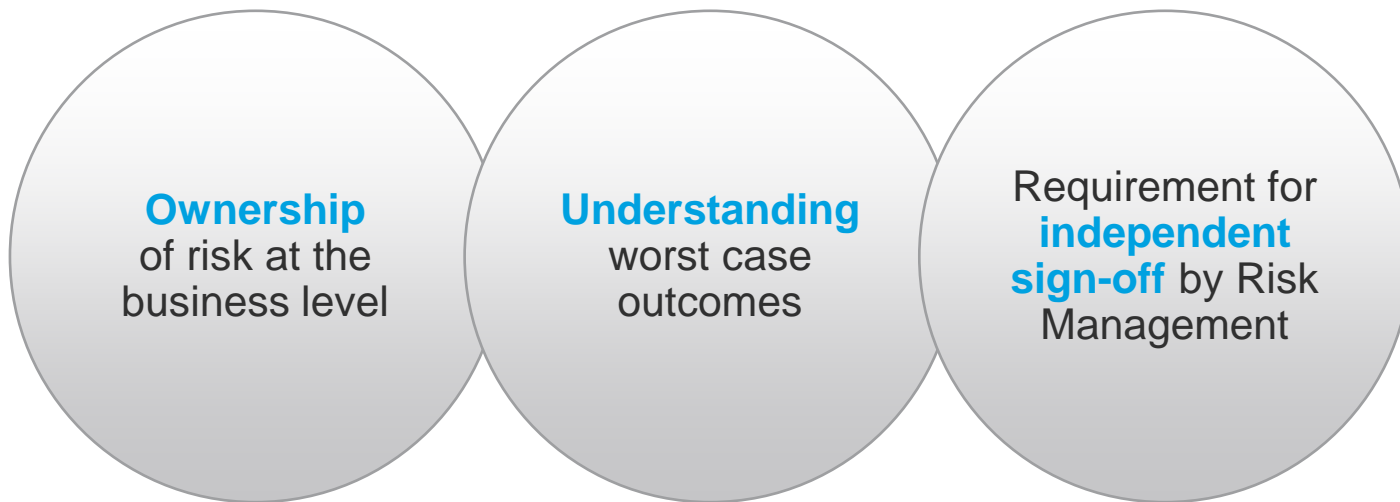 Ownership
of risk at the
business level
Understanding
worst case
outcomes
Requirement for
independent
sign-off by Risk
Management